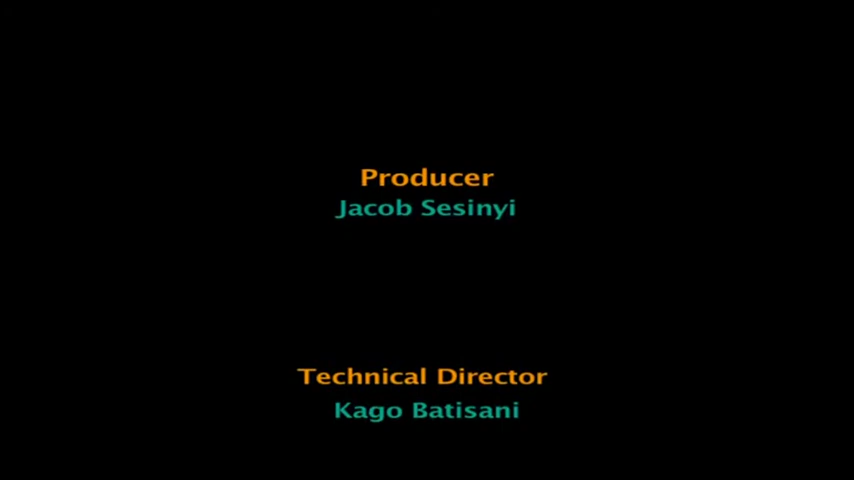 Producer
Jacob Sesinyi
Technical Director
Kago Batisani